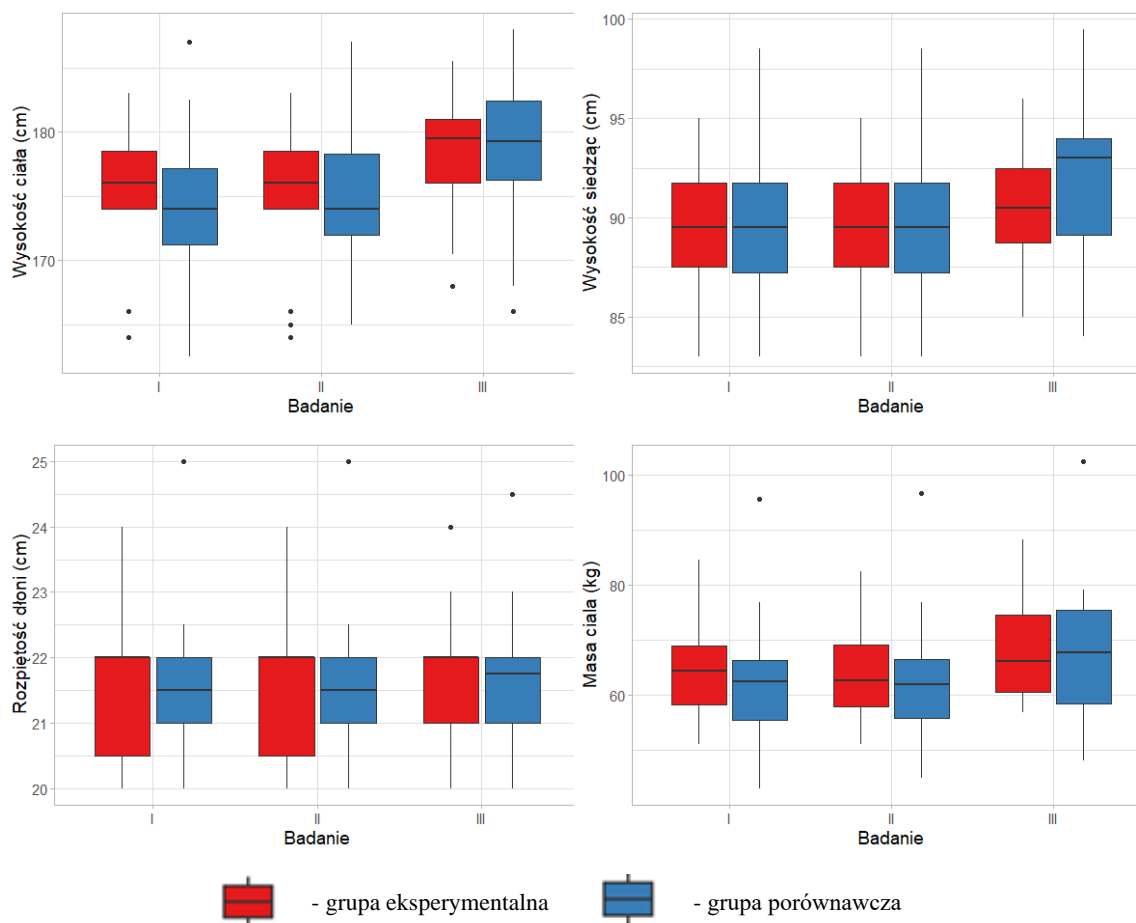 Wysokość ciała (cm)
180
170
I
II
III
Badanie
Wysokość siedząc (cm)
100
95
90
85
I
II
III
Badanie
Rozpiętość dłoni (cm)
25
24
23
22
21
20
I
II
III
Badanie
Masa ciala (kg)
100
80
60
I
II
III
Badanie
- grupa eksperymentalna
- grupa porównawcza